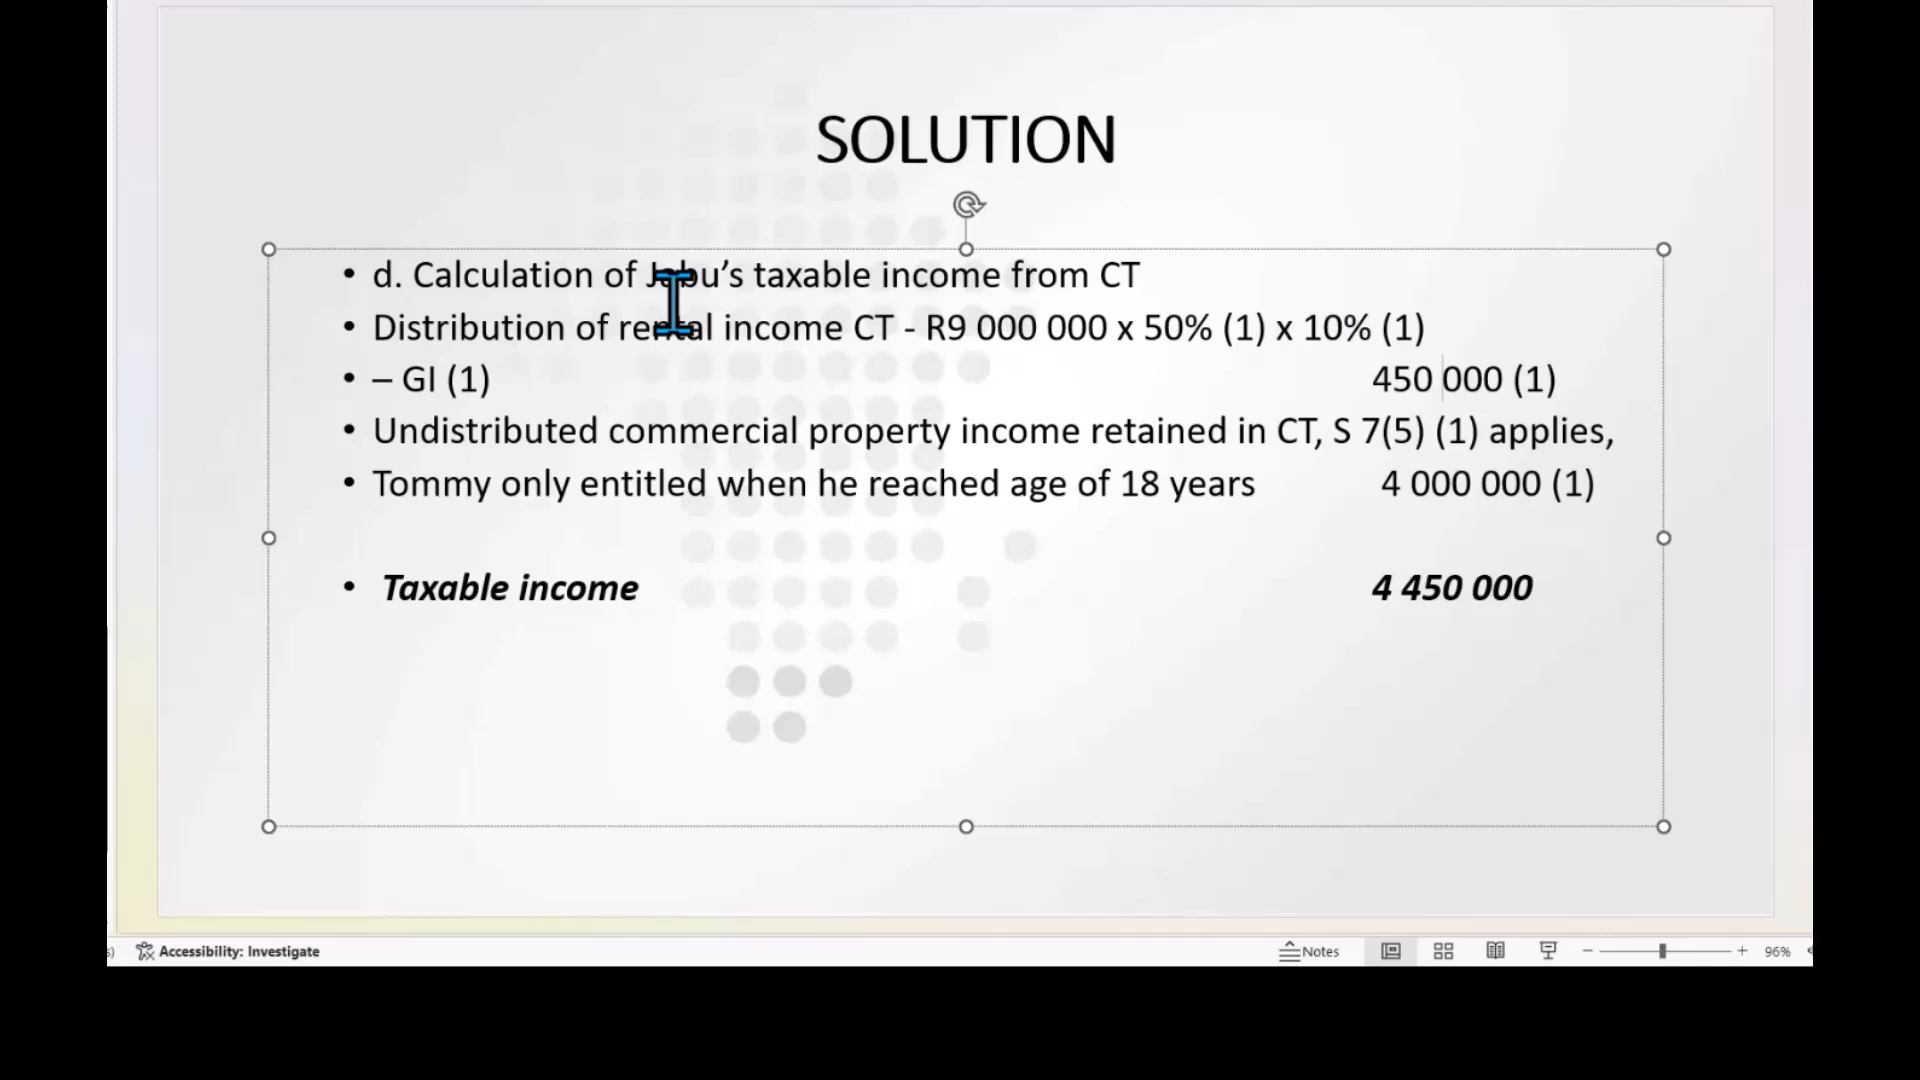 SOLUTION
• d. Calculation of Jabu's taxable income from CT
• Distribution of rental income CT - R9 000 000 x 50% (1) x 10% (1)
• – GI (1) 450 000 (1)
• Undistributed commercial property income retained in CT, S 7(5) (1) applies,
• Tommy only entitled when he reached age of 18 years 4 000 000 (1)
• Taxable income 4 450 000
Accessibility: Investigate Notes 96%